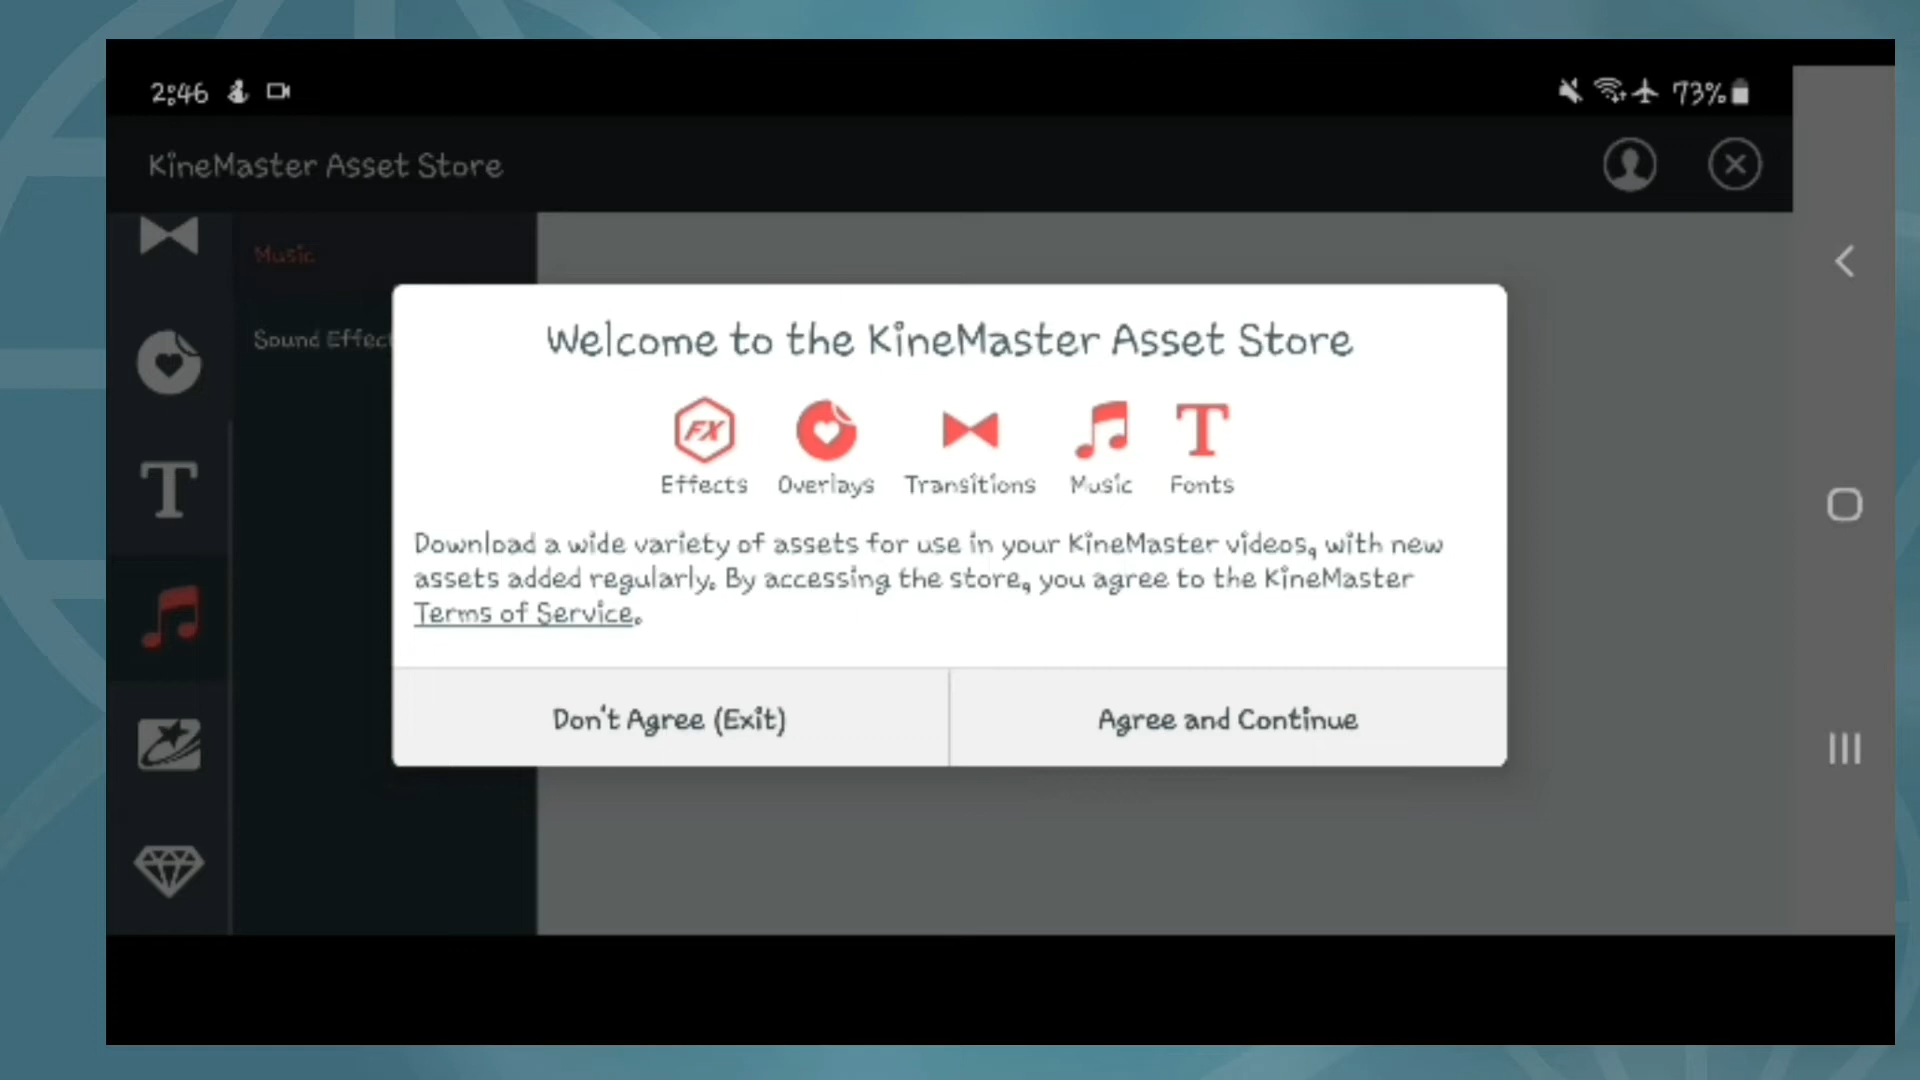 2:46
73%
KineMaster Asset Store
Music
Sound Effect
Welcome to the KineMaster Asset Store
FX
Effects Overlays Transitions Music Fonts
Download a wide variety of assets for use in your KineMaster videos, with new
assets added regularly. By accessing the store, you agree to the KineMaster
Terms of Service.
Don't Agree (Exit)
Agree and Continue